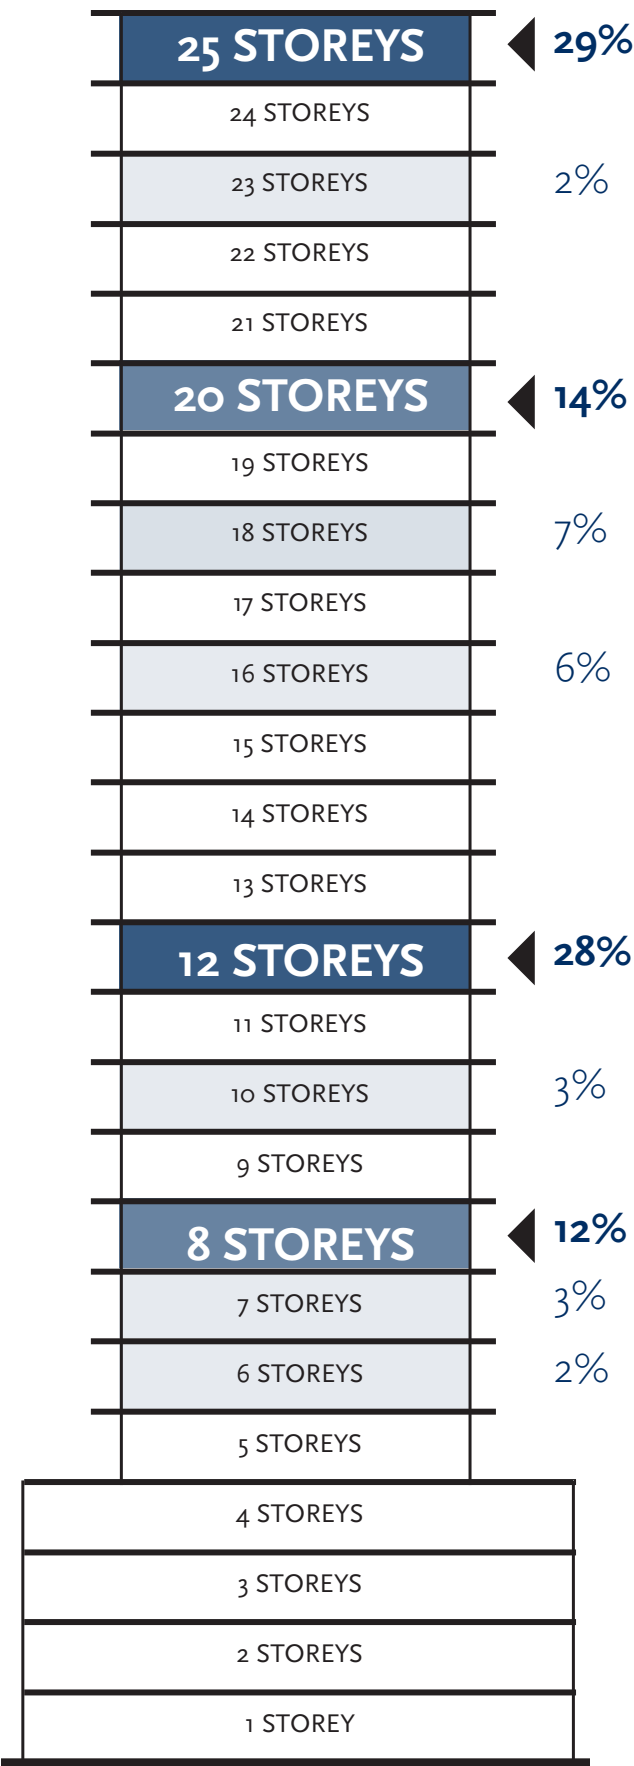 25 STOREYS 29%
24 STOREYS
23 STOREYS 2%
22 STOREYS
21 STOREYS
20 STOREYS 14%
19 STOREYS
18 STOREYS 7%
17 STOREYS
16 STOREYS 6%
15 STOREYS
14 STOREYS
13 STOREYS
12 STOREYS 28%
11 STOREYS
10 STOREYS 3%
9 STOREYS
8 STOREYS 12%
7 STOREYS 3%
6 STOREYS 2%
5 STOREYS
4 STOREYS
3 STOREYS
2 STOREYS
1 STOREY